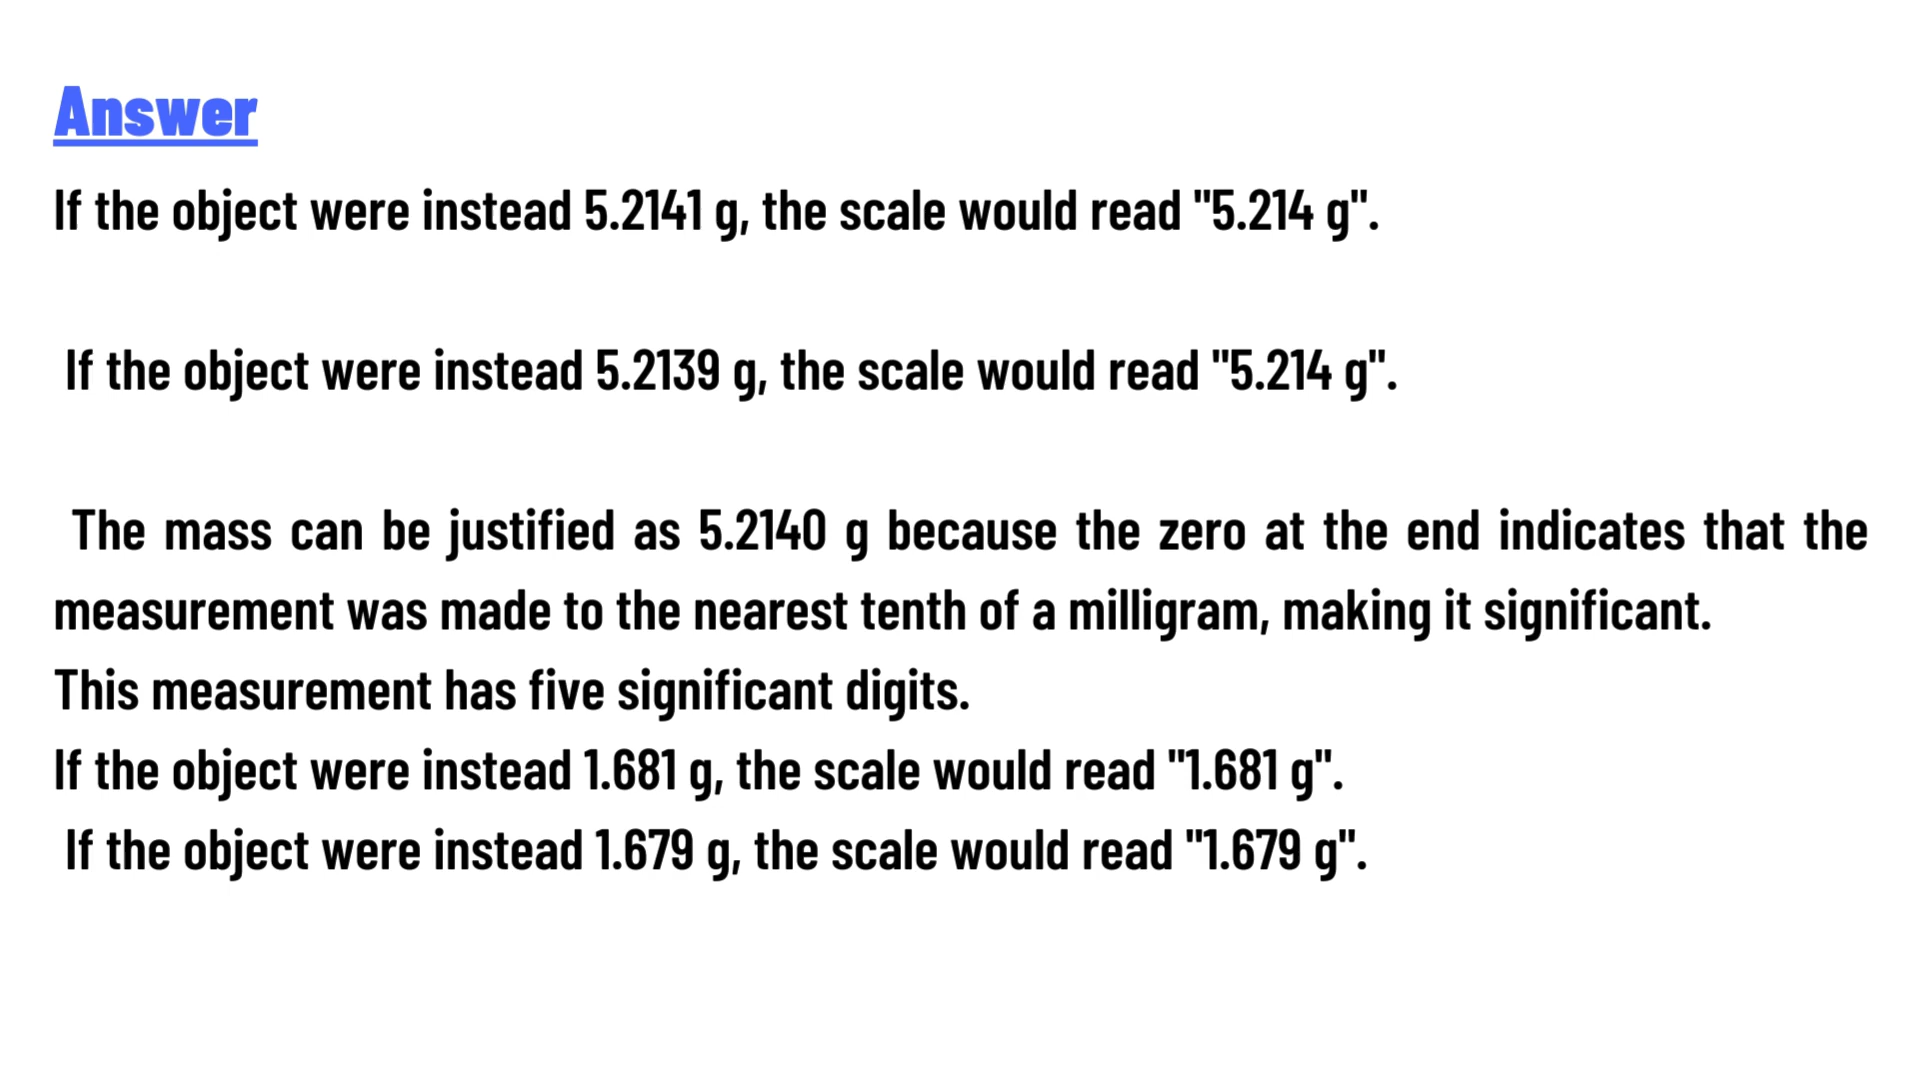 Answer
If the object were instead 5.2141 g, the scale would read "5.214 g".
If the object were instead 5.2139 g, the scale would read "5.214 g".
The mass can be justified as 5.2140 g because the zero at the end indicates that the
measurement was made to the nearest tenth of a milligram, making it significant.
This measurement has five significant digits.
If the object were instead 1.681 g, the scale would read "1.681 g".
If the object were instead 1.679 g, the scale would read "1.679 g".